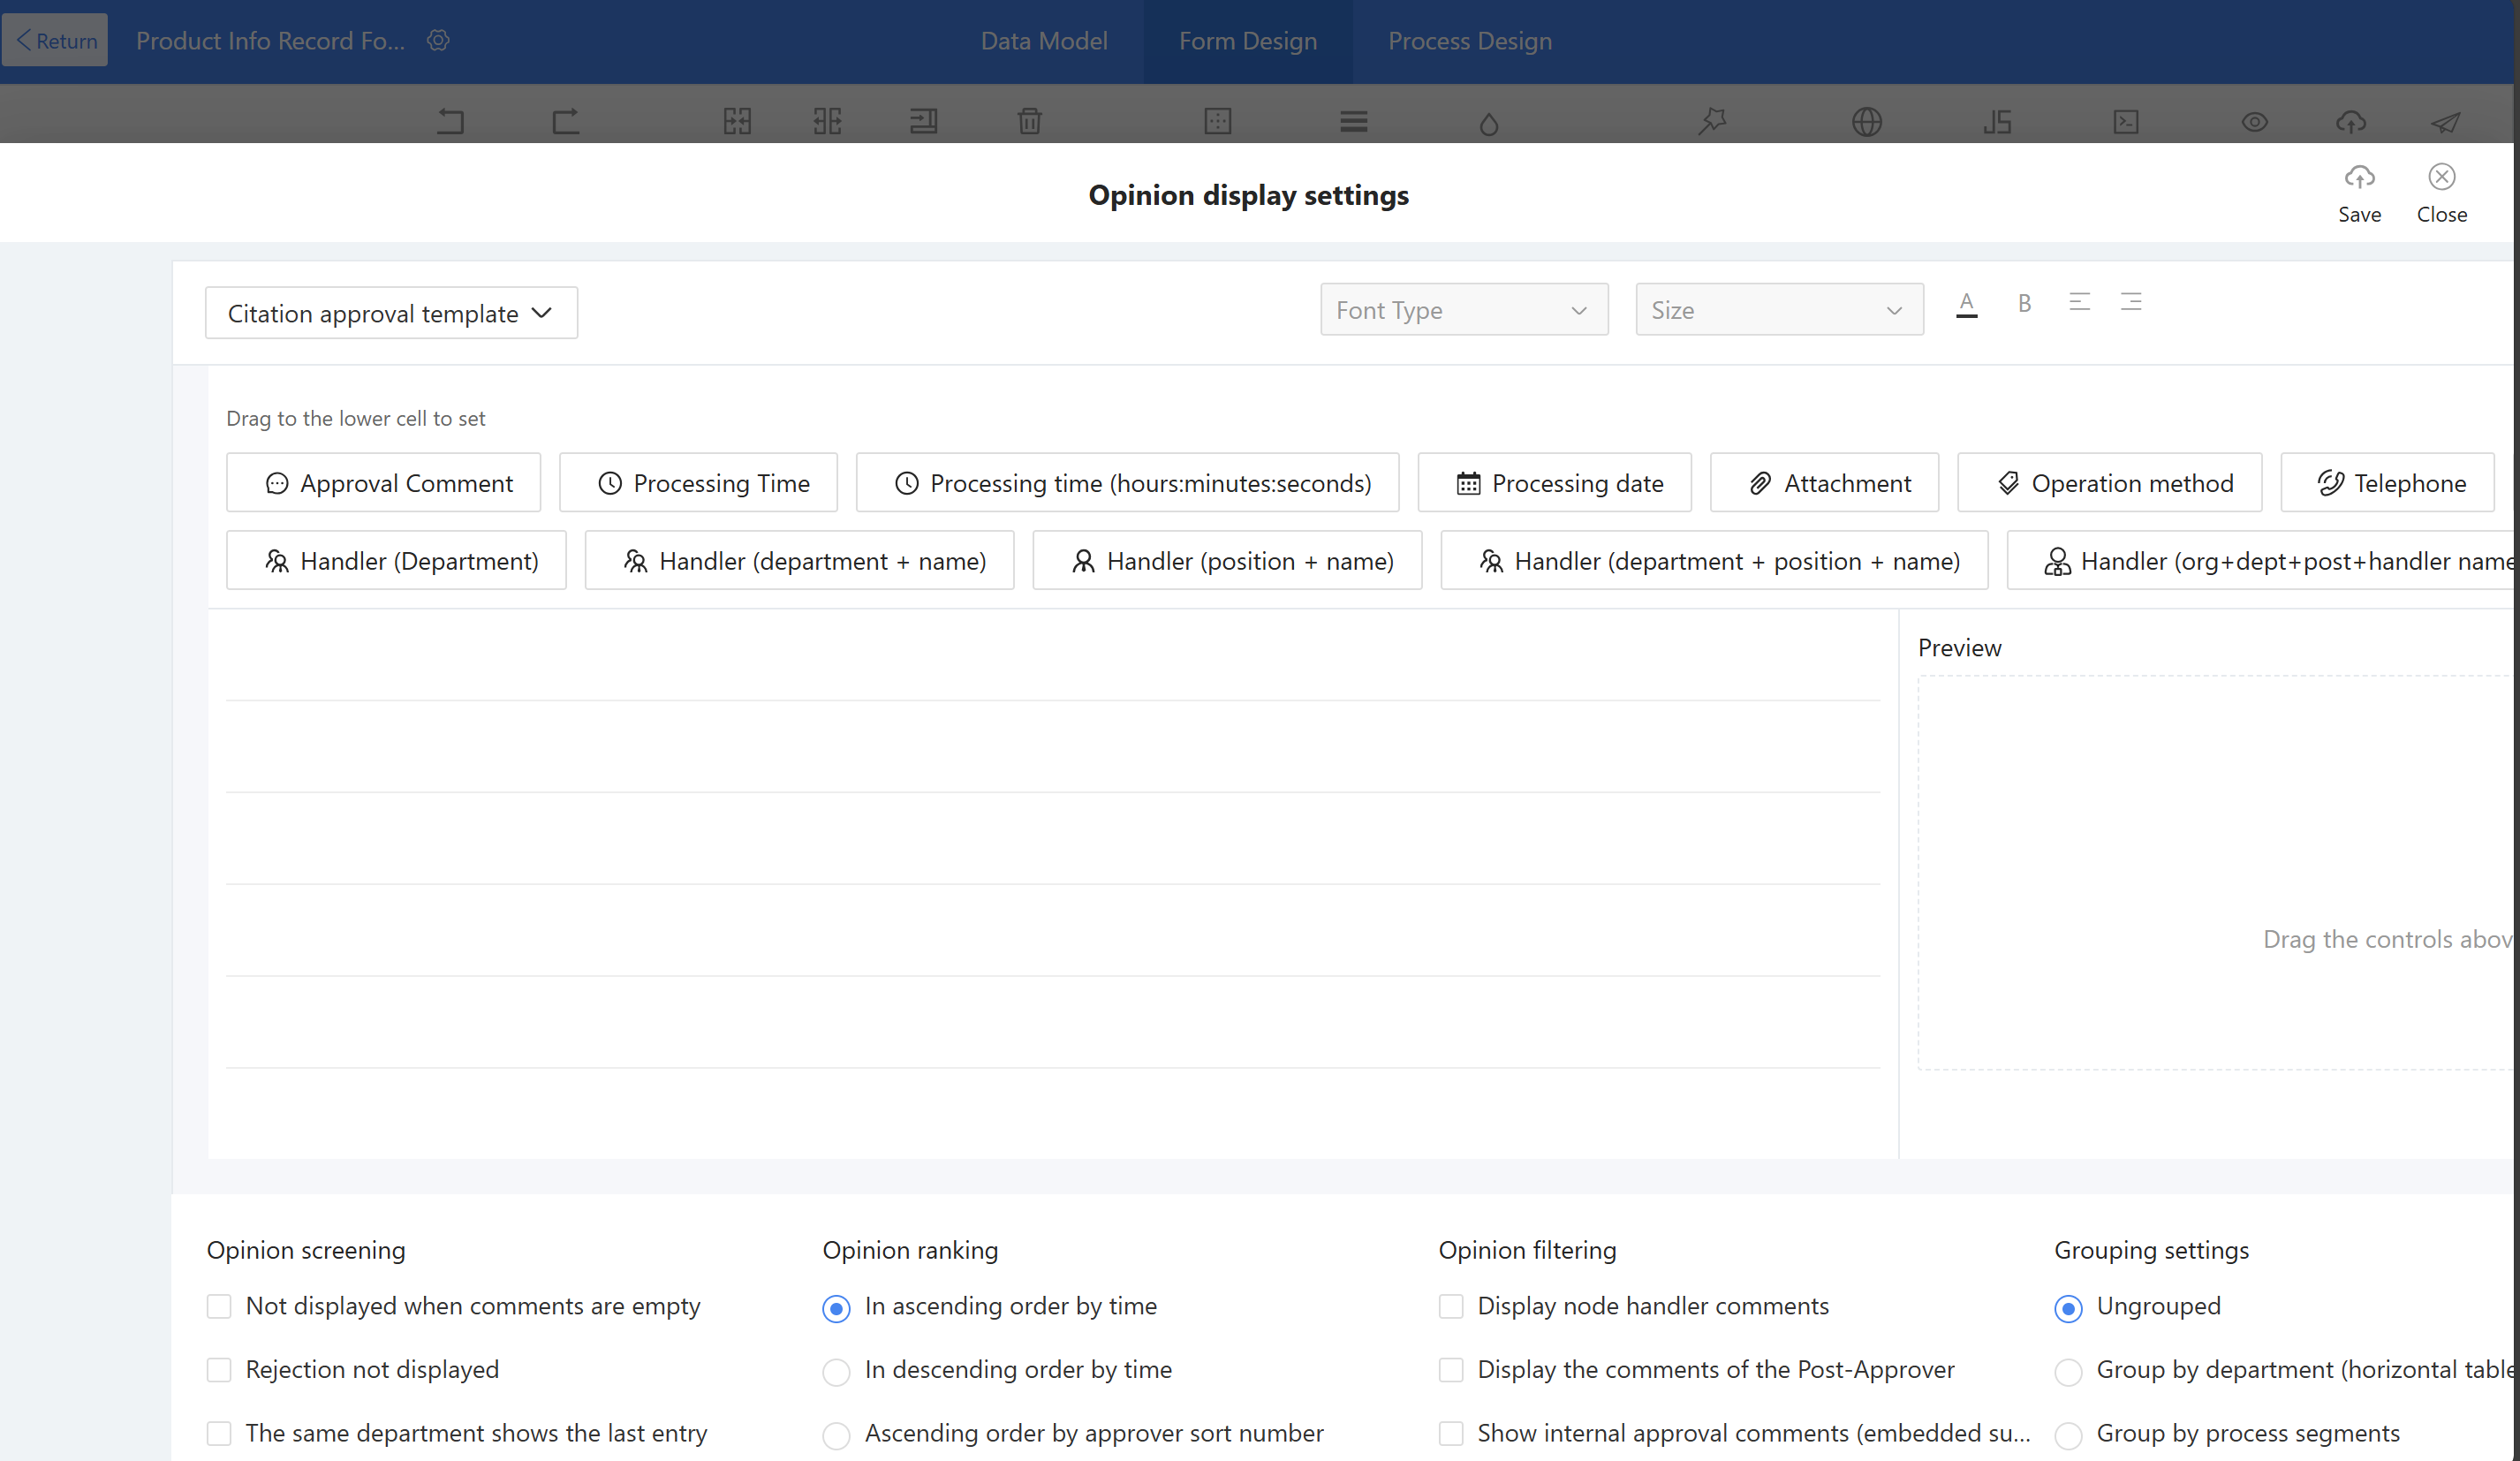 Return
Product Info Record Fo...
Data Model
Form Design
Process Design
Opinion display settings
Save
Close
Citation approval template
Font Type
Size
A
B
Drag to the lower cell to set
Approval Comment
Processing Time
Processing time (hours:minutes:seconds)
Processing date
Attachment
Operation method
Telephone
Handler (Department)
Handler (department + name)
Handler (position + name)
Handler (department + position + name)
Handler (org+dept+post+handler name
Preview
Drag the controls abov
Opinion screening
Not displayed when comments are empty
Rejection not displayed
The same department shows the last entry
Opinion ranking
In ascending order by time
In descending order by time
Ascending order by approver sort number
Opinion filtering
Display node handler comments
Display the comments of the Post-Approver
Show internal approval comments (embedded su...
Grouping settings
Ungrouped
Group by department (horizontal table
Group by process segments